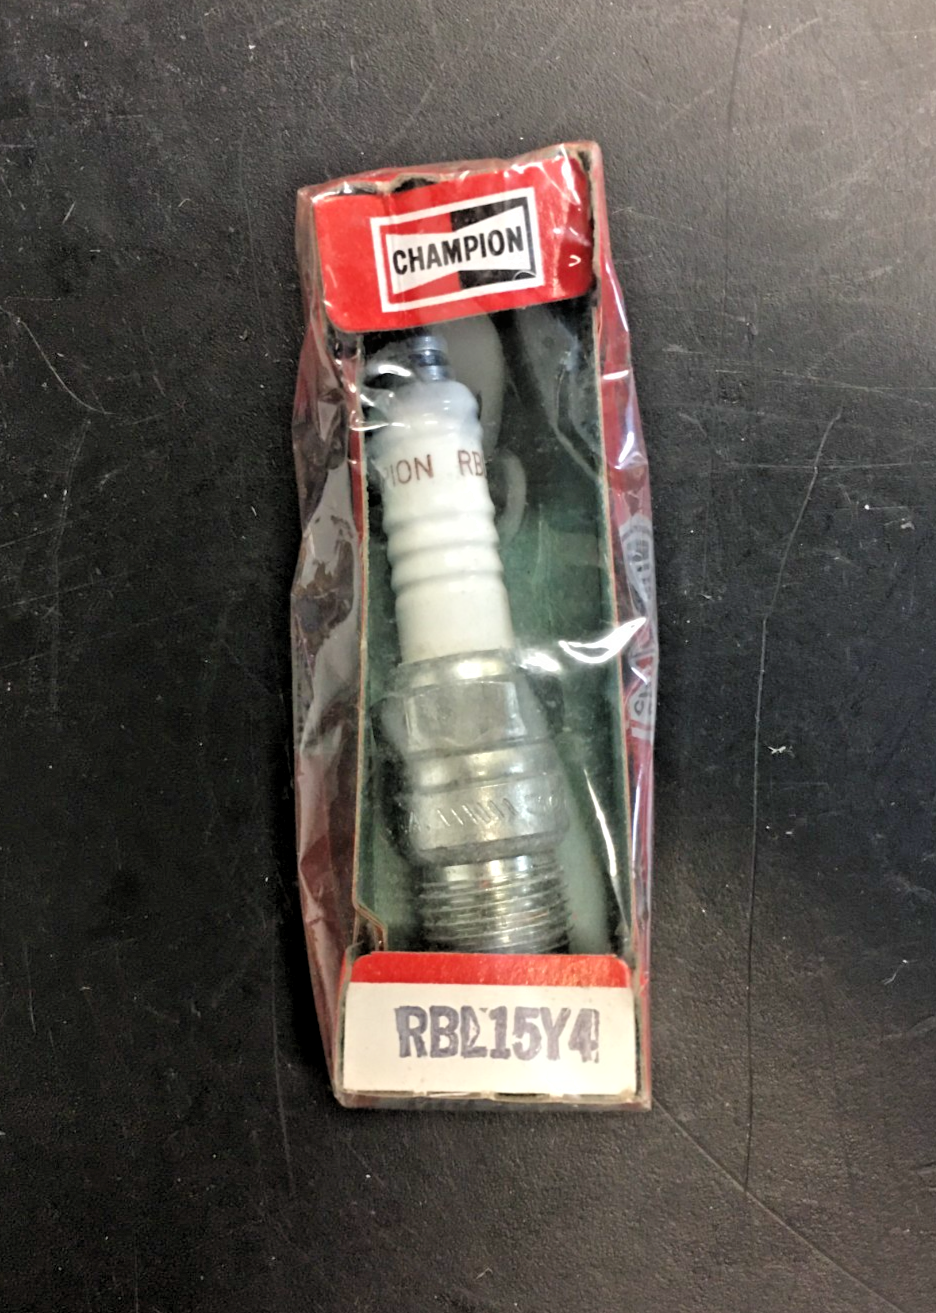 CHAMPION
PION RB
RBL15Y4